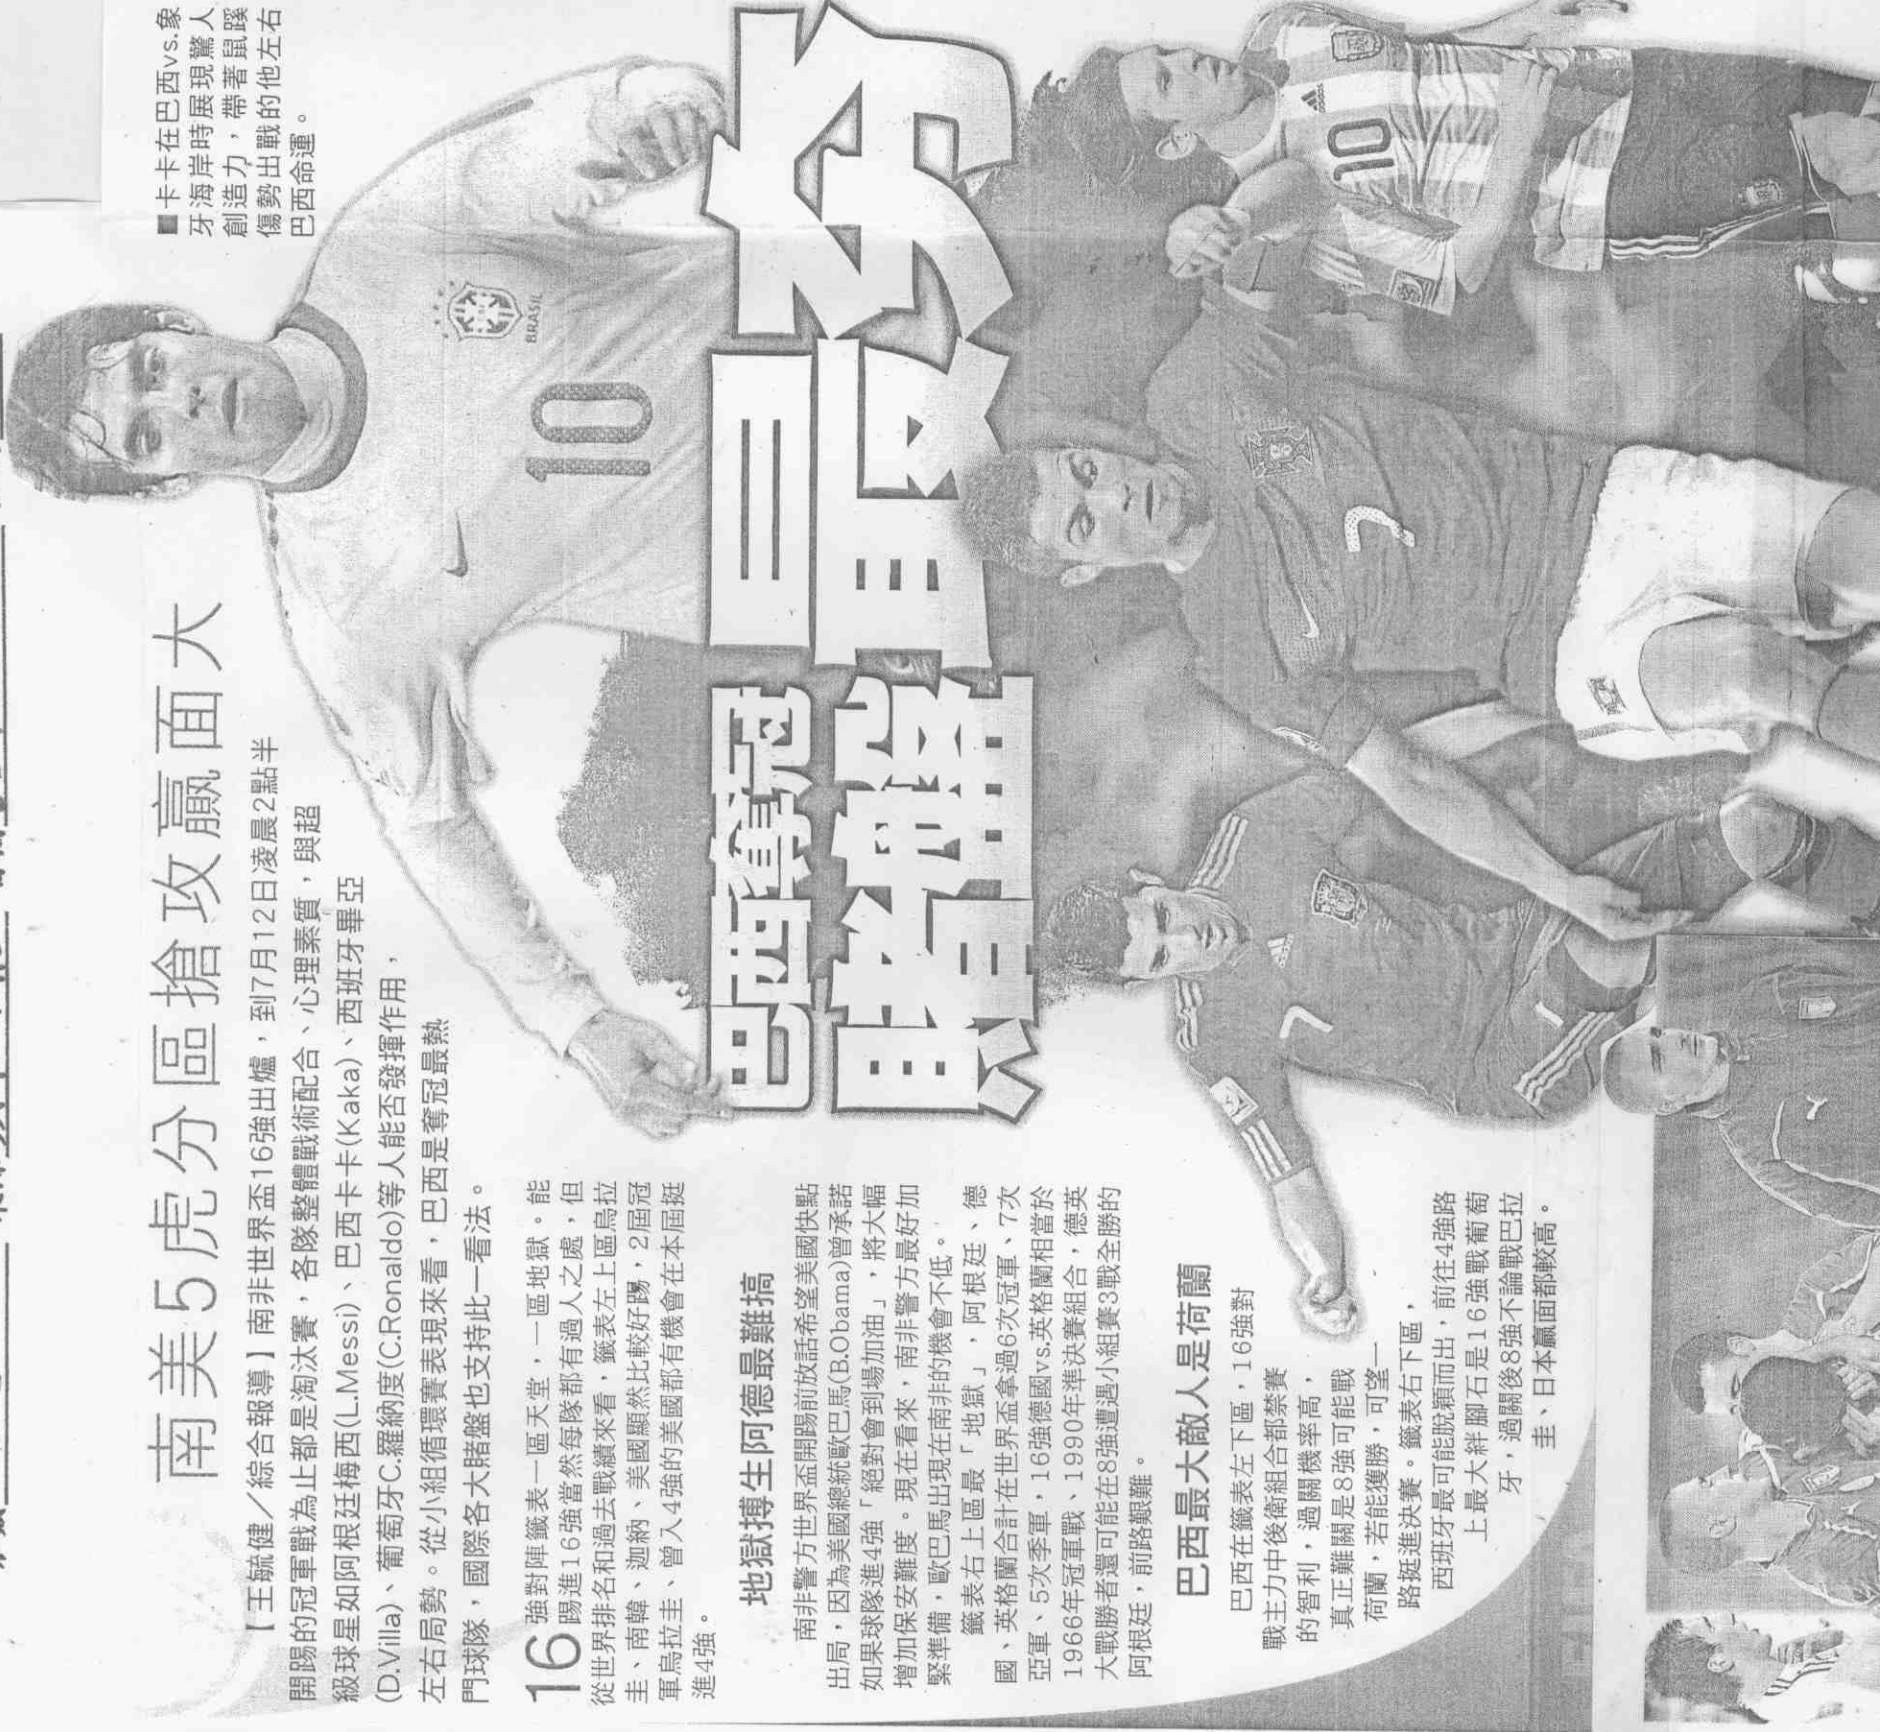 南美5虎分區搶攻贏面大
【王毓健／綜合報導】南非世界盃16強出爐，到7月12日凌晨2點半
開踢的冠軍戰為止都是淘汰賽，各隊整體戰術配合、心理素質，與超
級球星如阿根廷梅西(L.Messi)、巴西卡卡(Kaka)、西班牙畢亞
(D.Villa)、葡萄牙C.羅納度(C.Ronaldo)等人能否發揮作用，
左右局勢。從小組循環賽表現來看，巴西是奪冠最熱
門球隊，國際各大賭盤也支持此一看法。
16強對陣籤表一區天堂，一區地獄。能
踢進16強當然每隊都有過人之處，但
從世界排名和過去戰績來看，籤表左上區烏拉
圭、南韓、迦納、美國顯然比較好踢，2屆冠
軍烏拉圭、曾入4強的美國都有機會在本屆挺
進4強。
地獄搏生阿德最難搞
南非警方世界盃開踢前放話希望美國快點
出局，因為美國總統歐巴馬(B.Obama)曾承諾
如果球隊進4強「絕對會到場加油」，將大幅
增加保安難度。現在看來，南非警方最好加
緊準備，歐巴馬出現在南非的機會不低。
籤表右上區最「地獄」，阿根廷、德
國、英格蘭合計在世界盃拿過6次冠軍、7次
亞軍、5次季軍，16強德國vs.英格蘭相當於
1966年冠軍戰、1990年準決賽組合，德英
大戰勝者還可能在8強遭遇小組賽3戰全勝的
阿根廷，前路艱難。
巴西最大敵人是荷蘭
巴西在籤表左下區，16強對
戰主力中後衛組合都禁賽
的智利，過關機率高，
真正難關是8強可能戰
荷蘭，若能獲勝，可望一
路挺進決賽。籤表右下區，
西班牙最可能脫穎而出，前往4強路
上最大絆腳石是16強戰葡萄
牙，過關後8強不論戰巴拉
圭、日本贏面都較高。
巴西奪冠
賭盤
■卡卡在巴西vs.象
牙海岸時展現驚人
創造力，帶著鼠蹊
傷勢出戰的他左右
巴西命運。
BRASIL
10
adidas
10
7
7